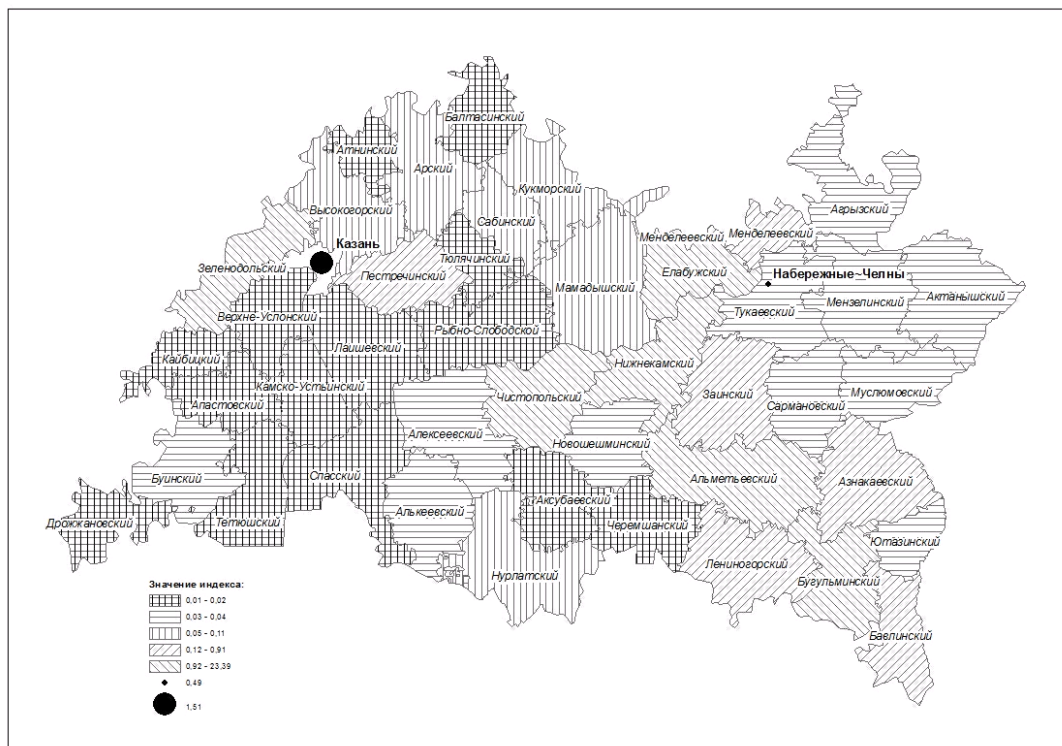 Балтасинский
Атнинский
Арский
Кукморский
Высокогорский
Сабинский
Агрызский
Менделеевский
Менделеевский
Казань
Тюлячинский
Зеленодольский
Пестречинский
Елабужский
Набережные~Челны
Мамадышский
Тукаевский
Мензелинский
Актанышский
Верхне-Услонский
Рыбно-Слободской
Лаишевский
Кайбицкий
Нижнекамский
Камско-Устьинский
Чистопольский
Заинский
Муслюмовский
Апастовский
Сармановский
Алексеевский
Новошешминский
Буинский
Спасский
Альметьевский
Азнакаевский
Аксубаевский
Алькеевский
Дрожжановский
Тетюшский
Черемшанский
Ютазинский
Лениногорский
Нурлатский
Бугульминский
Бавлинский
Значение индекса:
0,01 - 0,02
0,03 - 0,04
0,05 - 0,11
0,12 - 0,91
0,92 - 23,39
0,49
1,51